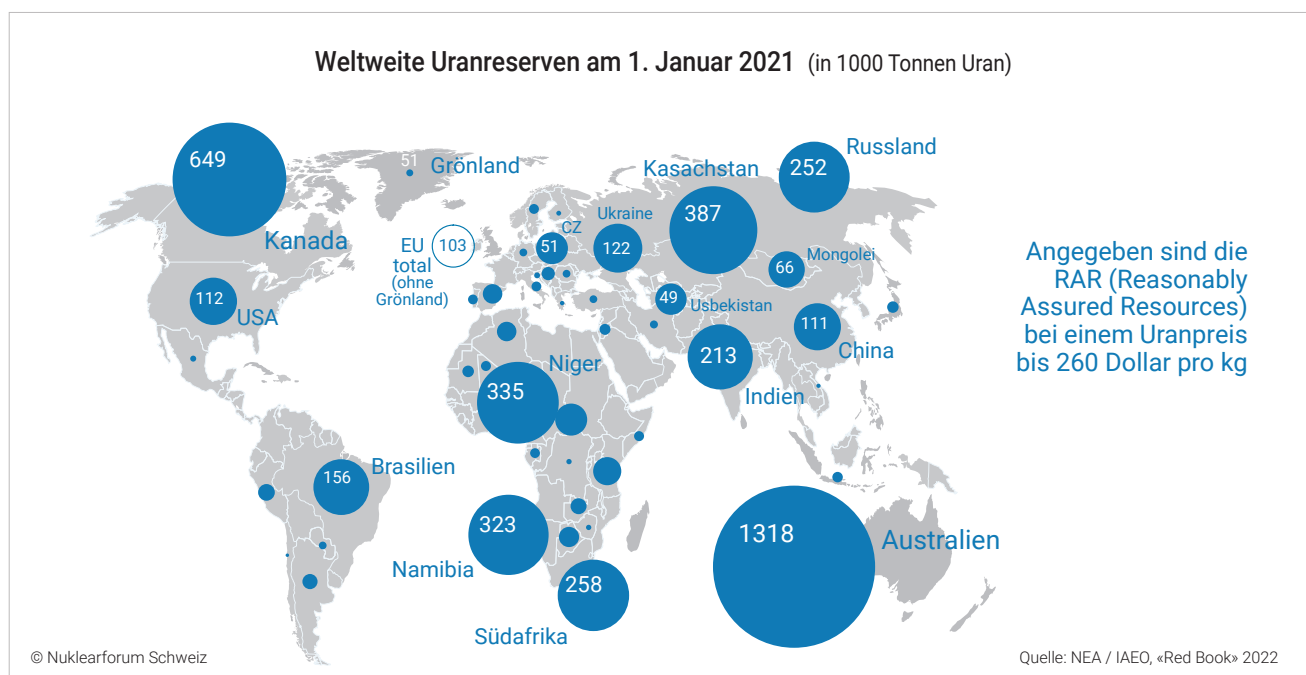 Weltweite Uranreserven am 1. Januar 2021 (in 1000 Tonnen Uran)
649
Kanada
51
Grönland
Kasachstan
387
Russland
252
EU
total
(ohne
Grönland)
103
CZ
51
Ukraine
122
Mongolei
66
112
USA
49
Usbekistan
111
China
213
Indien
Niger
335
Brasilien
156
323
Namibia
258
Südafrika
1318
Australien
Angegeben sind die
RAR (Reasonably
Assured Resources)
bei einem Uranpreis
bis 260 Dollar pro kg
© Nuklearforum Schweiz
Quelle: NEA / IAEO, «Red Book» 2022